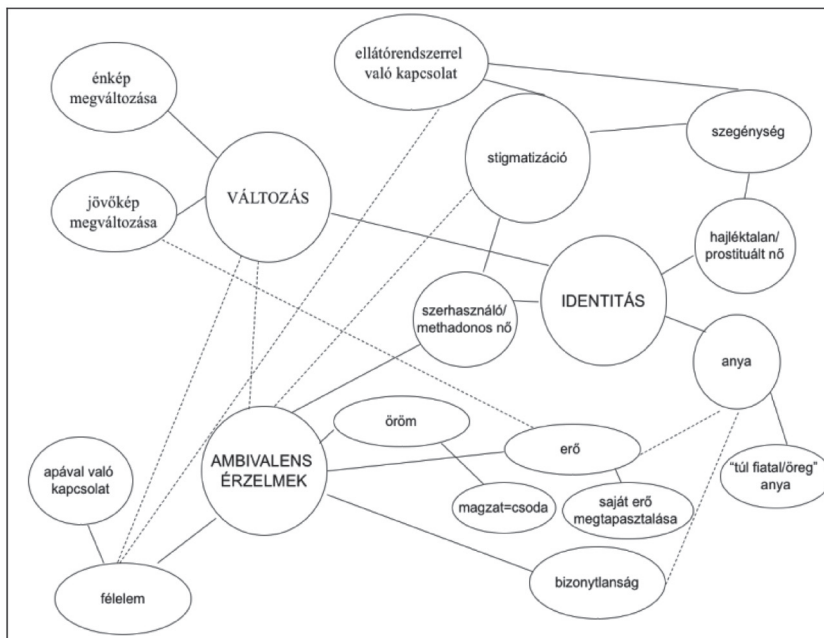 ellátórendszerrel
való kapcsolat
énkép
megváltozása
szegénység
stigmatizáció
jövőkép
megváltozása
VÁLTOZÁS
hajléktalan/
prostituált nő
szerhasználó/
methadonos nő
IDENTITÁS
anya
öröm
erő
AMBIVALENS
ÉRZELMEK
apával való
kapcsolat
“túl fiatal/öreg”
anya
magzat=csoda
saját erő
megtapasztalása
bizonytlanság
félelem